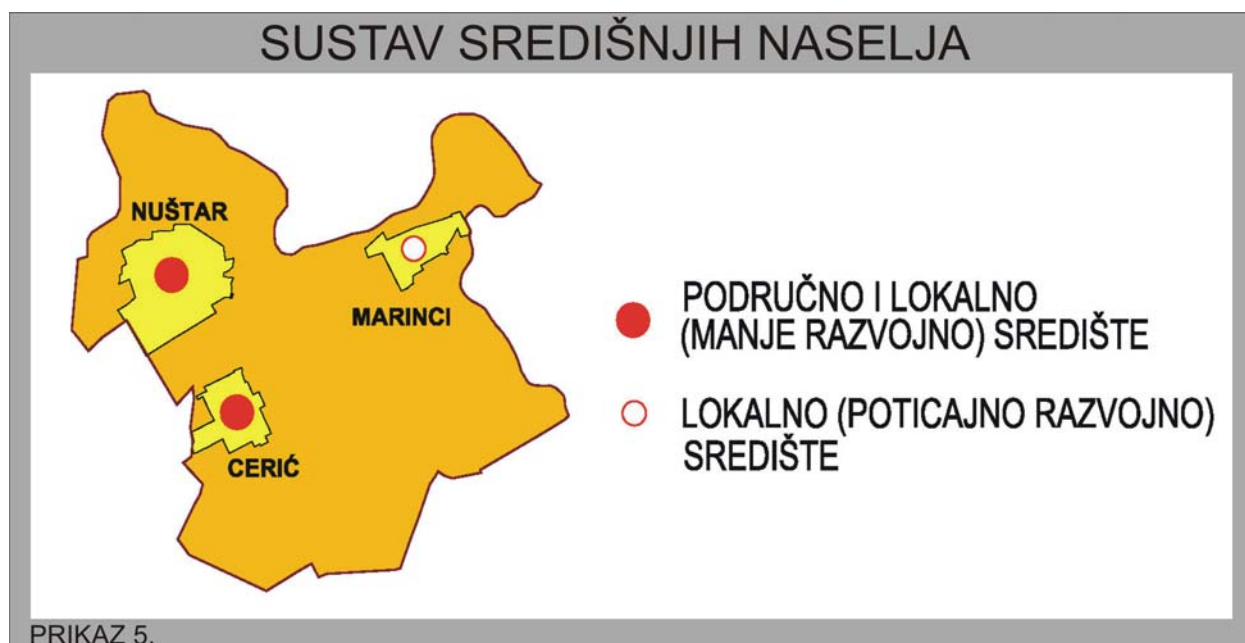 SUSTAV SREDIŠNJIH NASELJA
NUŠTAR
MARINCI
CERIĆ
PODRUČNO I LOKALNO
(MANJE RAZVOJNO) SREDIŠTE
LOKALNO (POTICAJNO RAZVOJNO)
SREDIŠTE
PRIKAZ 5.